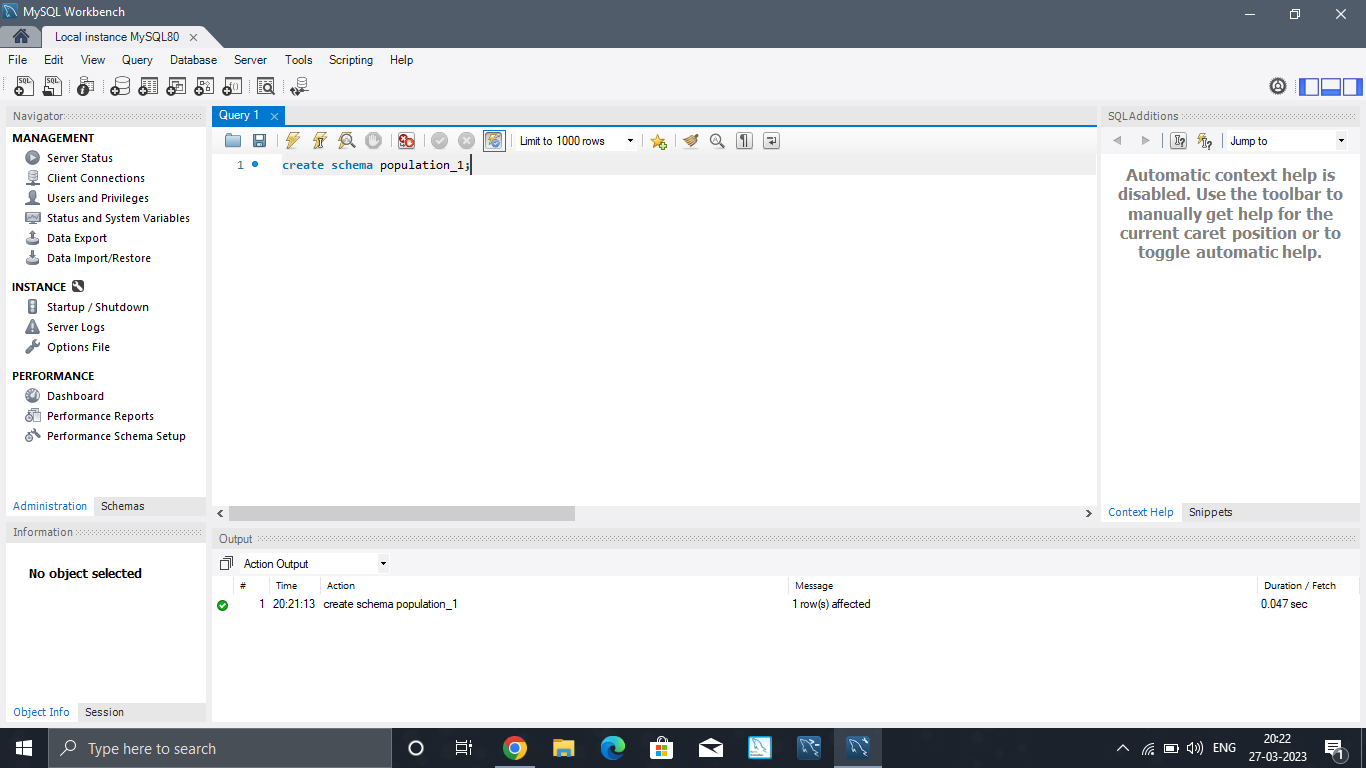 MySQL Workbench
Local instance MySQL80
File Edit View Query Database Server Tools Scripting Help
SQL SQL
Navigator
MANAGEMENT
Server Status
Client Connections
Users and Privileges
Status and System Variables
Data Export
Data Import/Restore
INSTANCE
Startup / Shutdown
Server Logs
Options File
PERFORMANCE
Dashboard
Performance Reports
Performance Schema Setup
Administration Schemas
Information
No object selected
Object Info Session
Query 1
Limit to 1000 rows
1 create schema population_1;
SQLAdditions
Jump to
Automatic context help is
disabled. Use the toolbar to
manually get help for the
current caret position or to
toggle automatic help.
Context Help Snippets
Output
Action Output
# Time Action Message Duration / Fetch
1 20:21:13 create schema population_1 1 row(s) affected 0.047 sec
Type here to search
ENG
20:22
27-03-2023
1